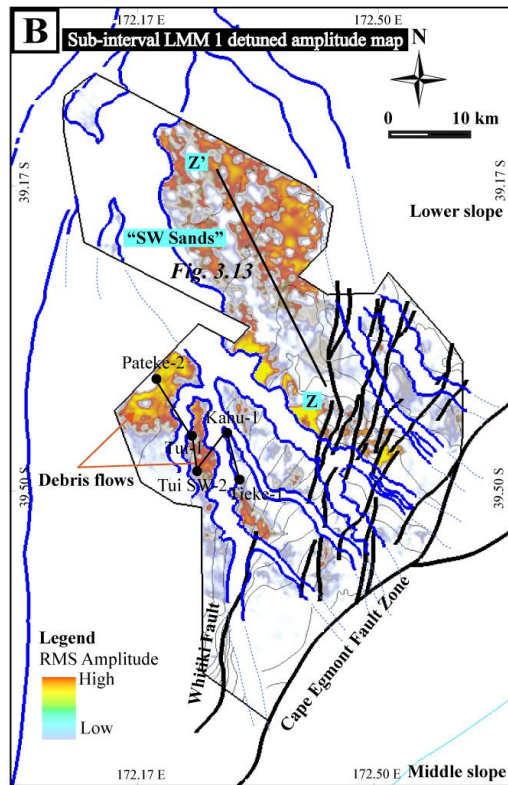 172.17 E
172.50 E
B
Sub-interval LMM 1 detuned amplitude map
N
0
10 km
39.17 S
39.17 S
Z'
Lower slope
"SW Sands"
Fig. 3.13
Pateke-2
Z
Kahu-1
Tui-1
Debris flows
Tui SW-2
Tieke-1
39.50 S
39.50 S
Legend
RMS Amplitude
High
Low
Whitiki Fault
Cape Egmont Fault Zone
172.17 E
172.50 E
Middle slope